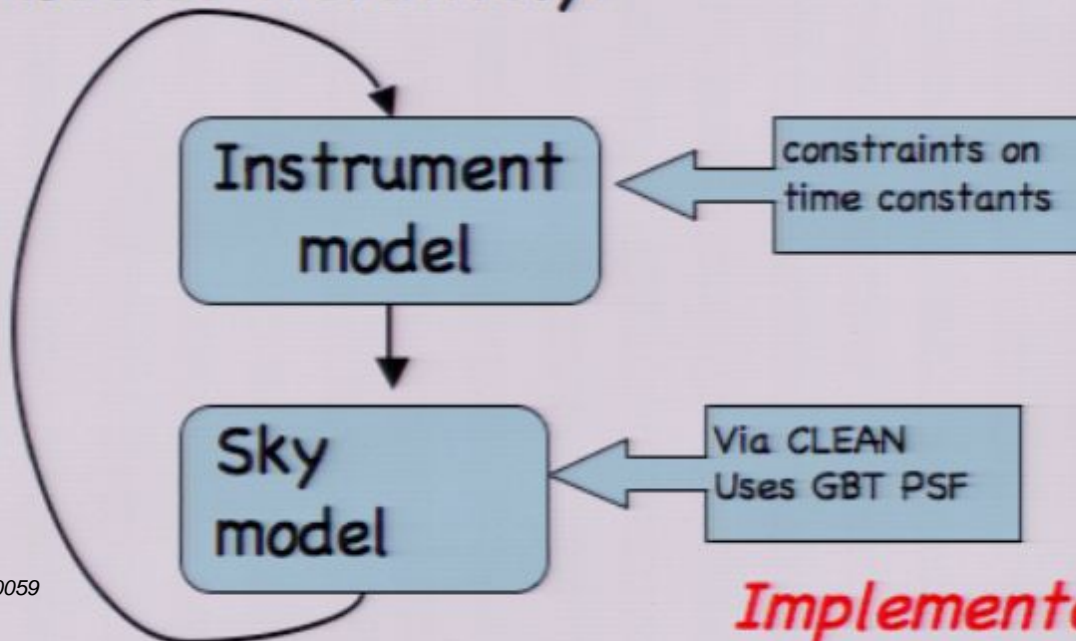 Instrument
model
constraints on
time constants
Sky
model
Via CLEAN
Uses GBT PSF
0059